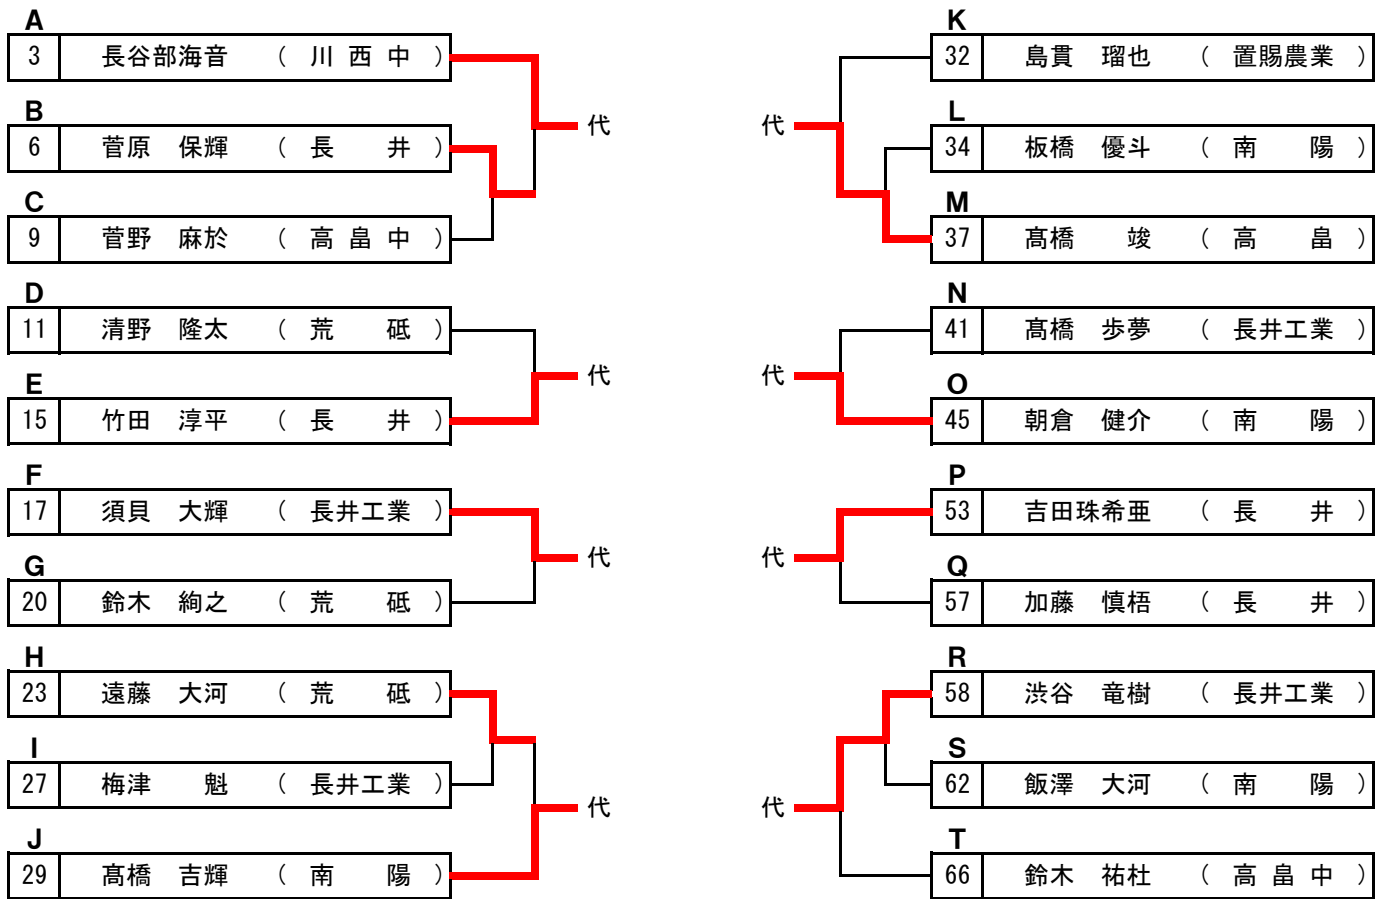 A
3 長谷部海音 ( 川 西 中 )
代
B
6 菅原 保輝 ( 長 井 )
C
9 菅野 麻於 ( 高 畠 中 )
D
11 清野 隆太 ( 荒 砥 )
代
E
15 竹田 淳平 ( 長 井 )
F
17 須貝 大輝 ( 長井工業 )
代
G
20 鈴木 絢之 ( 荒 砥 )
H
23 遠藤 大河 ( 荒 砥 )
I
27 梅津 魁 ( 長井工業 )
代
J
29 髙橋 吉輝 ( 南 陽 )
K
32 島貫 瑠也 ( 置賜農業 )
代
L
34 板橋 優斗 ( 南 陽 )
M
37 髙橋 竣 ( 高 畠 )
N
41 髙橋 歩夢 ( 長井工業 )
代
O
45 朝倉 健介 ( 南 陽 )
P
53 吉田珠希亜 ( 長 井 )
代
Q
57 加藤 慎梧 ( 長 井 )
R
58 渋谷 竜樹 ( 長井工業 )
S
62 飯澤 大河 ( 南 陽 )
代
T
66 鈴木 祐杜 ( 高 畠 中 )